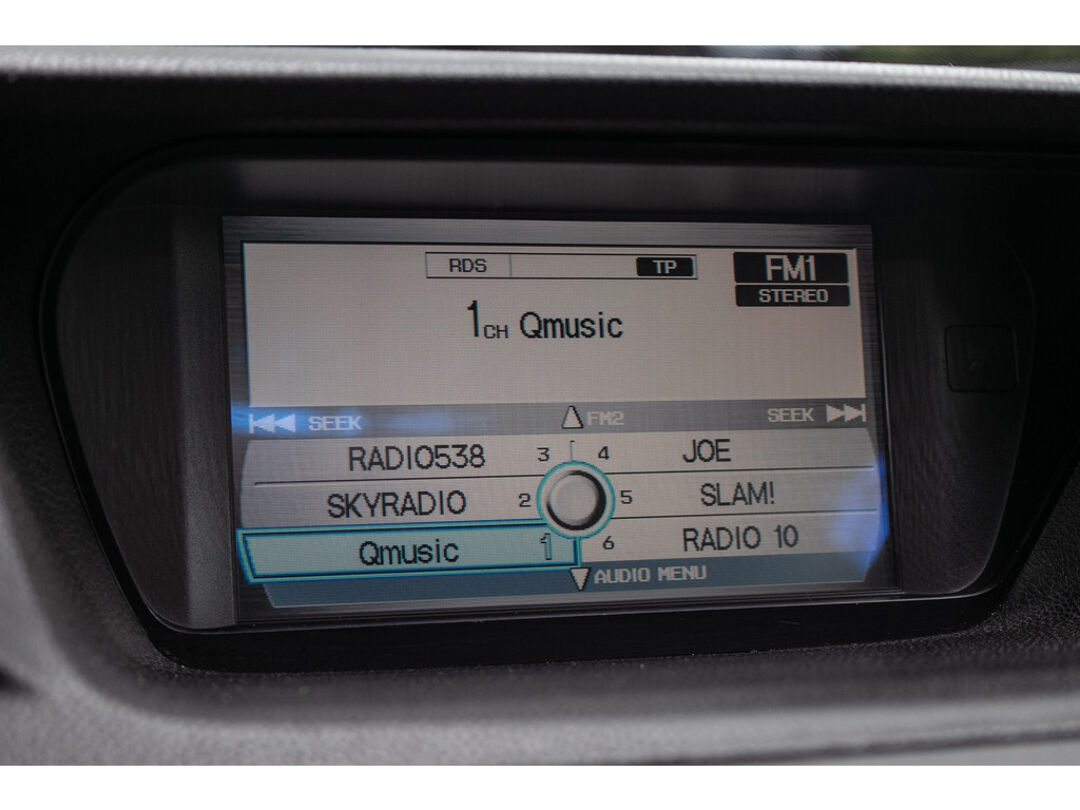 RDS TP FM1
STEREO
1CH Qmusic
SEEK FM2 SEEK
RADIO538 3 4 JOE
SKYRADIO 2 5 SLAM!
Qmusic 1 6 RADIO 10
AUDIO MENU